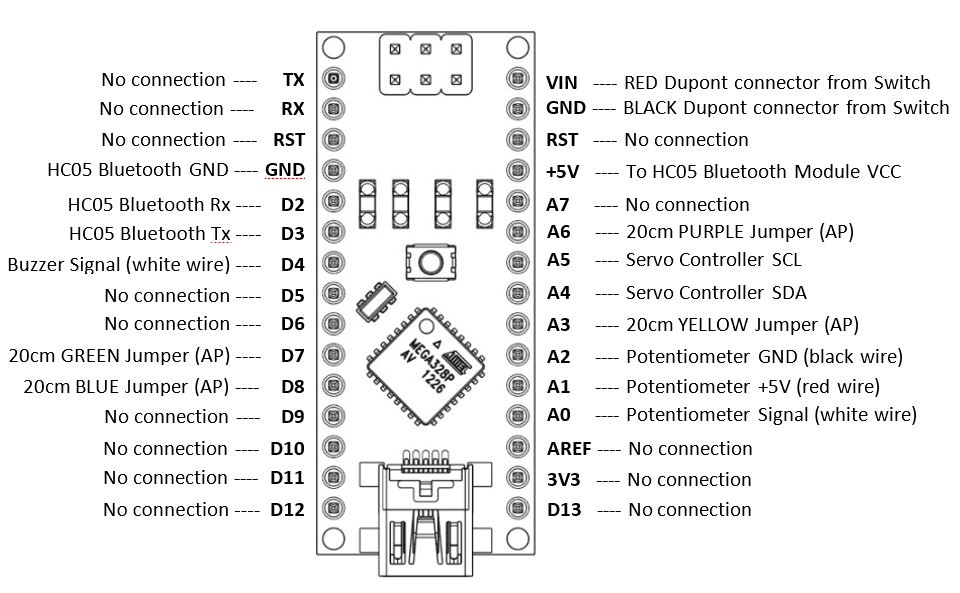 No connection ---- TX
No connection ---- RX
No connection ---- RST
HC05 Bluetooth GND ---- GND
HC05 Bluetooth Rx ---- D2
HC05 Bluetooth Tx ---- D3
Buzzer Signal (white wire) ---- D4
No connection ---- D5
No connection ---- D6
20cm GREEN Jumper (AP) ---- D7
20cm BLUE Jumper (AP) ---- D8
No connection ---- D9
No connection ---- D10
No connection ---- D11
No connection ---- D12
ATMEL
MEGA328P
AV 1226
VIN ---- RED Dupont connector from Switch
GND ---- BLACK Dupont connector from Switch
RST ---- No connection
+5V ---- To HC05 Bluetooth Module VCC
A7 ---- No connection
A6 ---- 20cm PURPLE Jumper (AP)
A5 ---- Servo Controller SCL
A4 ---- Servo Controller SDA
A3 ---- 20cm YELLOW Jumper (AP)
A2 ---- Potentiometer GND (black wire)
A1 ---- Potentiometer +5V (red wire)
A0 ---- Potentiometer Signal (white wire)
AREF ---- No connection
3V3 ---- No connection
D13 ---- No connection